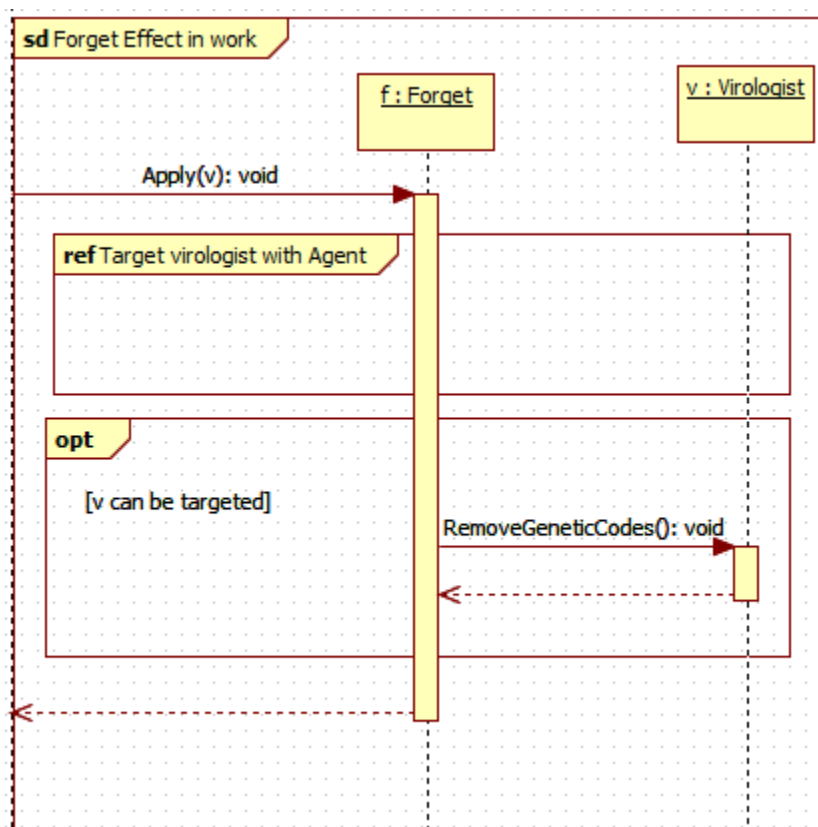 sd Forget Effect in work
f : Forget
v : Virologist
Apply(v): void
ref Target virologist with Agent
opt
[v can be targeted]
RemoveGeneticCodes(): void